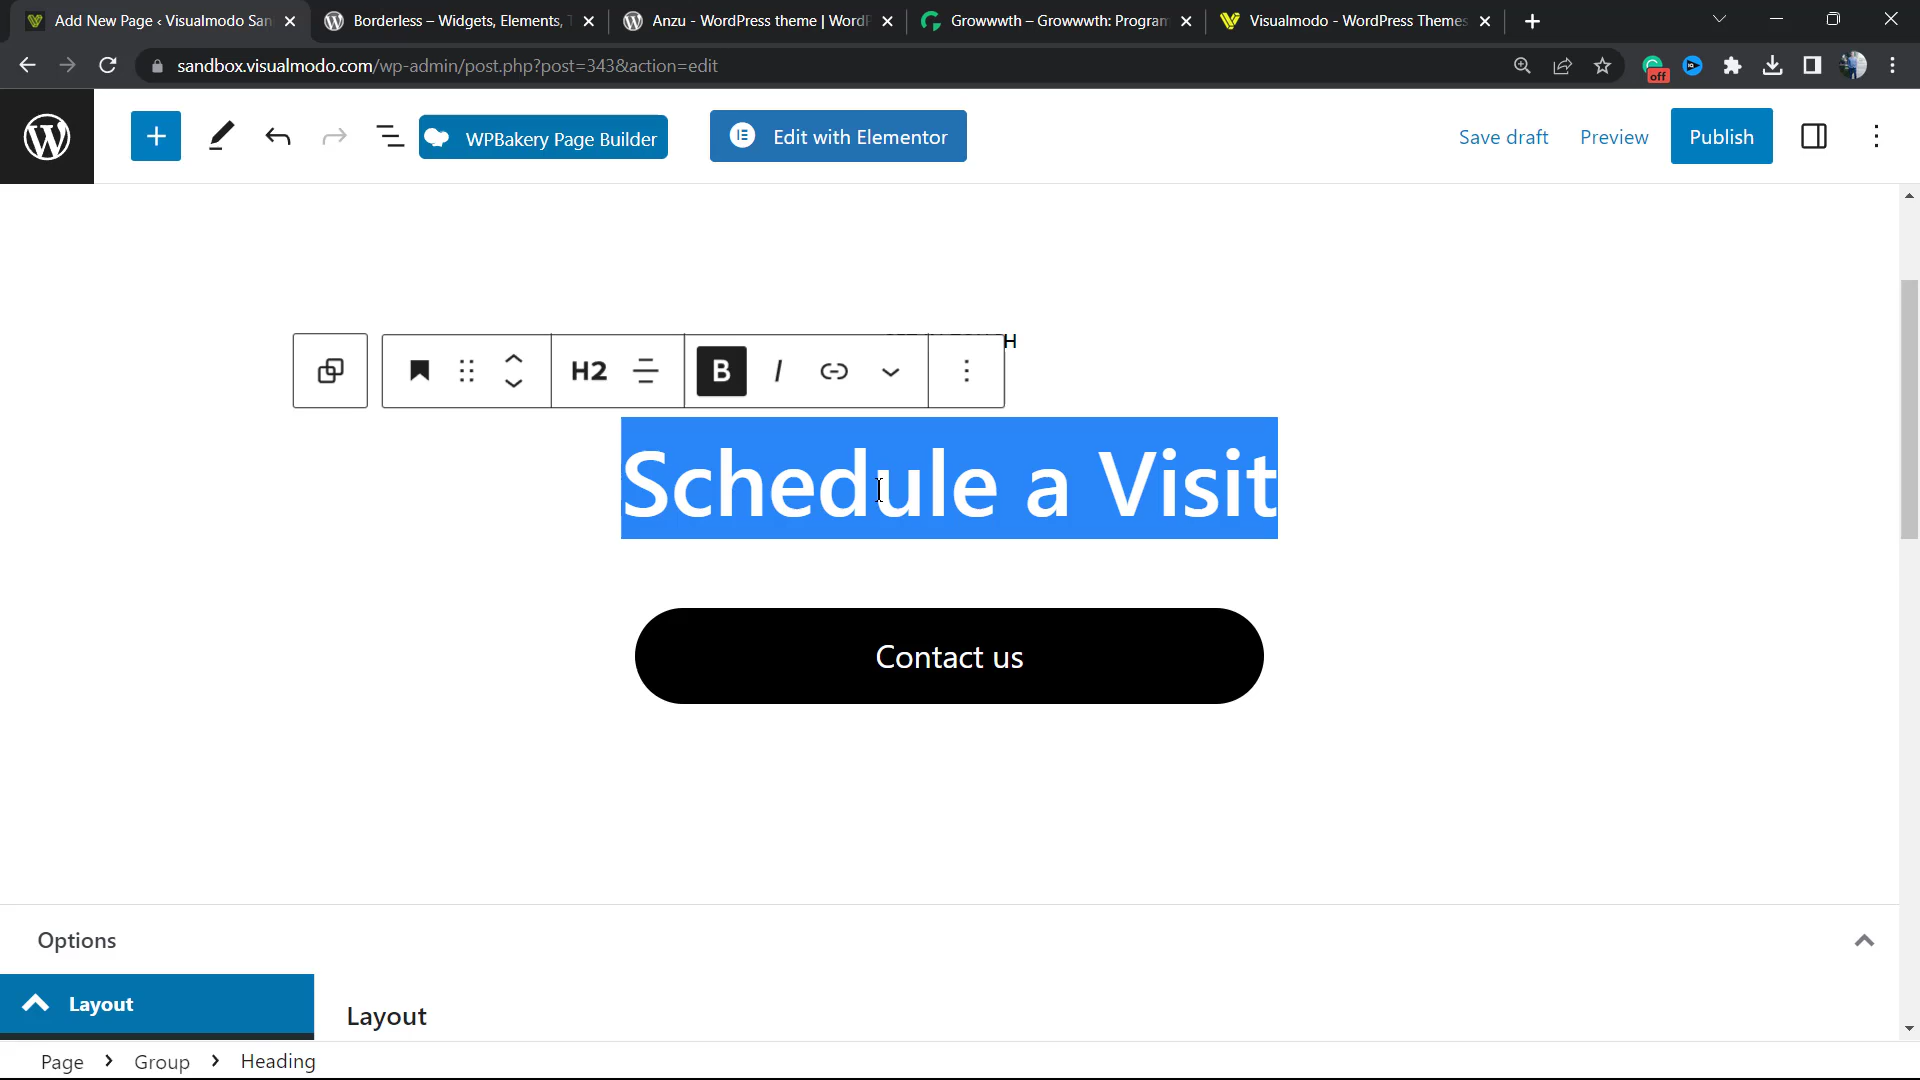 Add New Page ‹ Visualmodo San
Borderless – Widgets, Elements,
Anzu - WordPress theme | WordP
Growwwth – Growwwth: Program
Visualmodo - WordPress Themes
sandbox.visualmodo.com/wp-admin/post.php?post=343&action=edit
off
WPBakery Page Builder
Edit with Elementor
Save draft
Preview
Publish
H2
B
I
Schedule a Visit
Contact us
Options
Layout
Layout
Page
Group
Heading